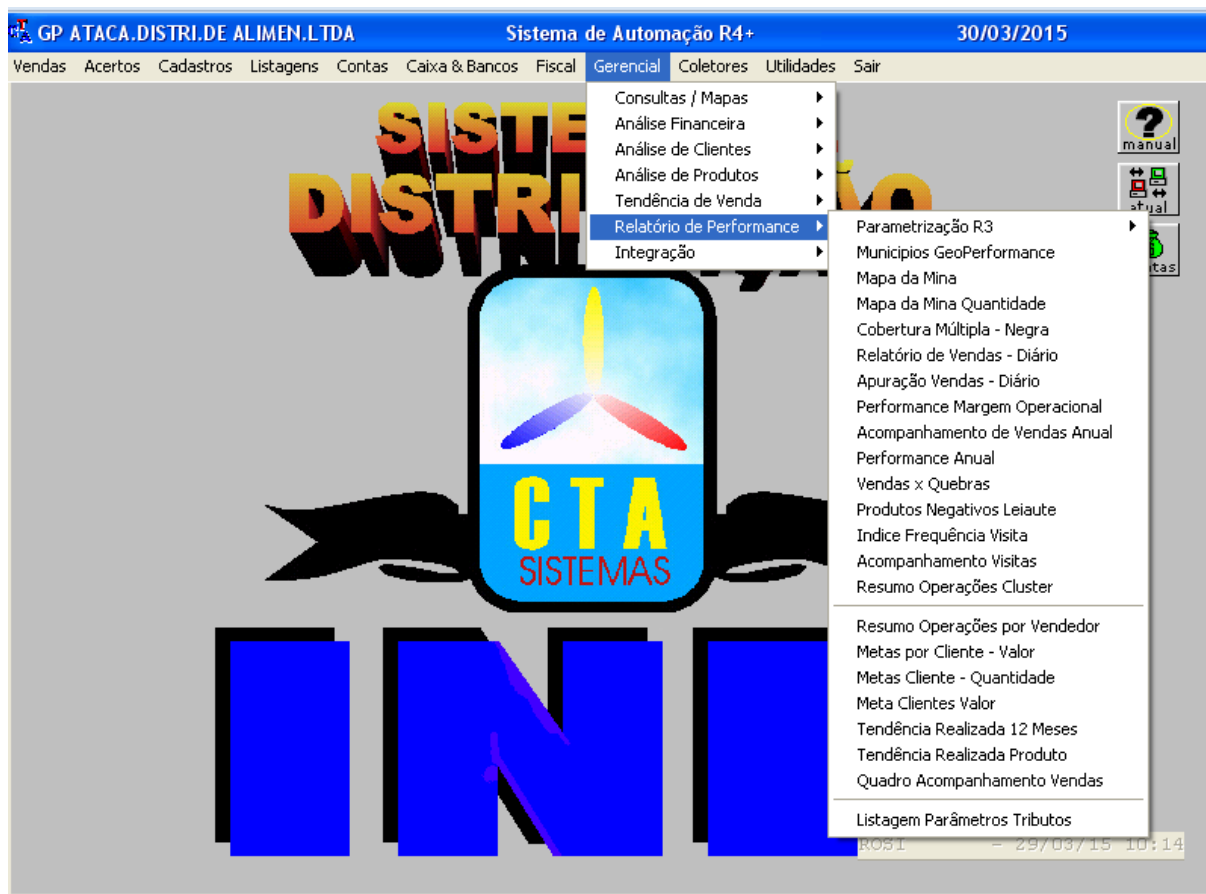 GP ATACA.DISTRI.DE ALIMEN.LTDA Sistema de Automação R4+ 30/03/2015
Vendas Acertos Cadastros Listagens Contas Caixa & Bancos Fiscal Gerencial Coletores Utilidades Sair
Consultas / Mapas
Análise Financeira
Análise de Clientes
Análise de Produtos
Tendência de Venda
Relatório de Performance
Integração
Parametrização R3
Municipios GeoPerformance
Mapa da Mina
Mapa da Mina Quantidade
Cobertura Múltipla - Negra
Relatório de Vendas - Diário
Apuração Vendas - Diário
Performance Margem Operacional
Acompanhamento de Vendas Anual
Performance Anual
Vendas x Quebras
Produtos Negativos Leiaute
Indice Frequência Visita
Acompanhamento Visitas
Resumo Operações Cluster
Resumo Operações por Vendedor
Metas por Cliente - Valor
Metas Cliente - Quantidade
Meta Clientes Valor
Tendência Realizada 12 Meses
Tendência Realizada Produto
Quadro Acompanhamento Vendas
Listagem Parâmetros Tributos
manual
CTA
SISTEMAS
ROSI - 29/03/15 10:14